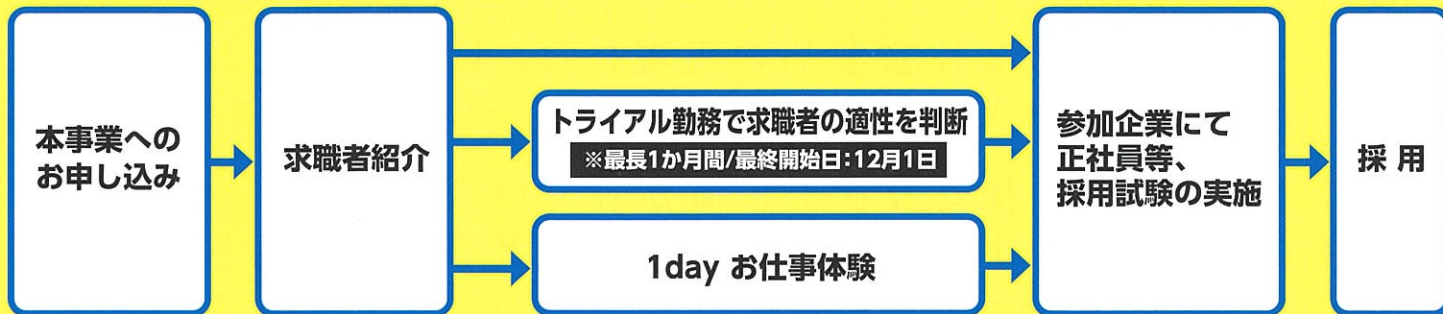 本事業への
お申し込み
求職者紹介
トライアル勤務で求職者の適性を判断
※最長1か月間/最終開始日:12月1日
1day お仕事体験
参加企業にて
正社員等、
採用試験の実施
採 用